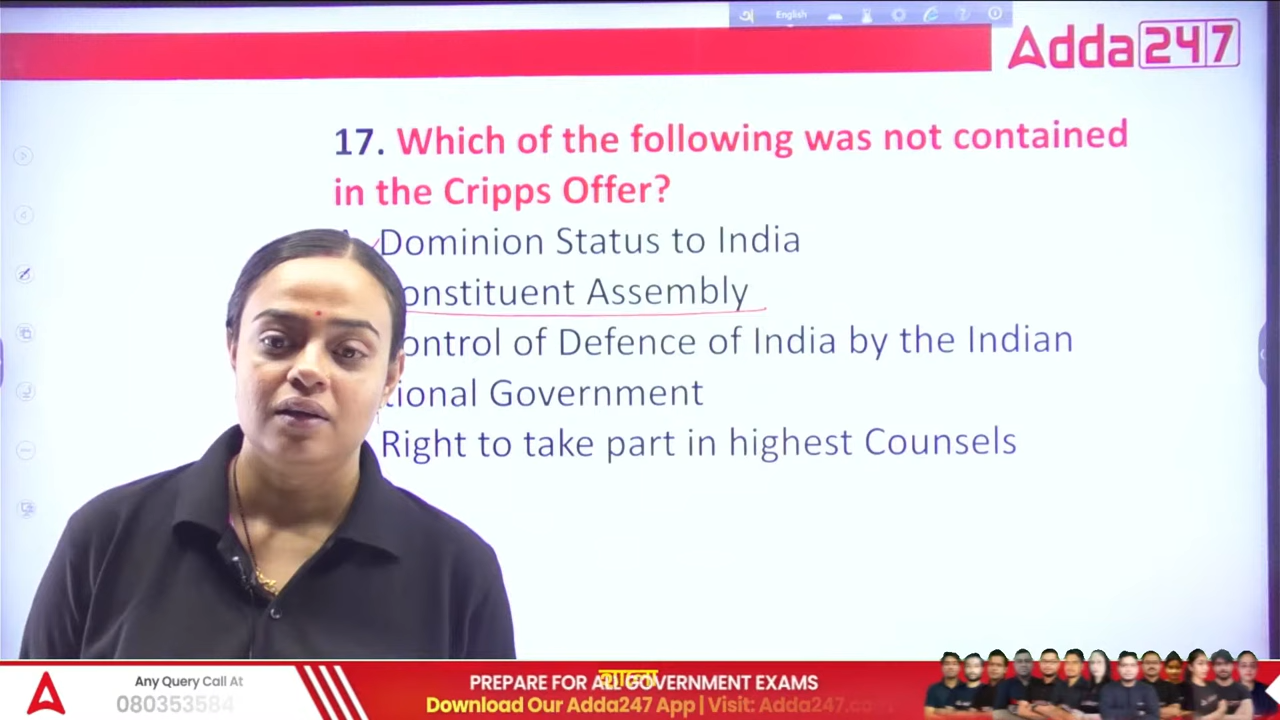 English
Adda247
17. Which of the following was not contained
in the Cripps Offer?
Dominion Status to India
onstituent Assembly
ontrol of Defence of India by the Indian
tional Government
Right to take part in highest Counsels
Any Query Call At
080353584
PREPARE FOR ALL GOVERNMENT EXAMS
Download Our Adda247 App | Visit: Adda247.co